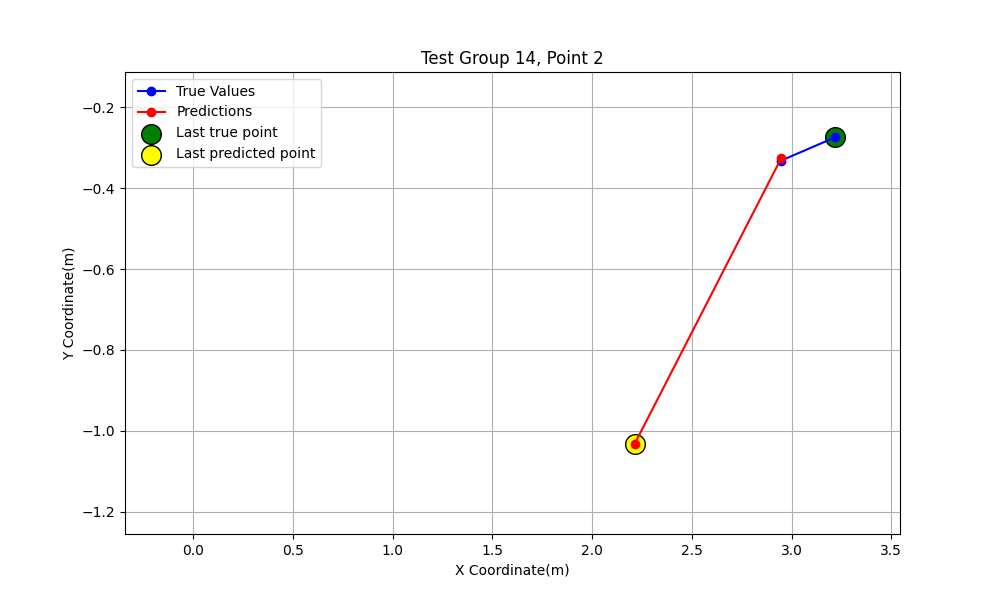 Test Group 14, Point 2
True Values
Predictions
Last true point
Last predicted point
−0.2
−0.4
−0.6
−0.8
−1.0
−1.2
Y Coordinate(m)
0.0 0.5 1.0 1.5 2.0 2.5 3.0 3.5
X Coordinate(m)